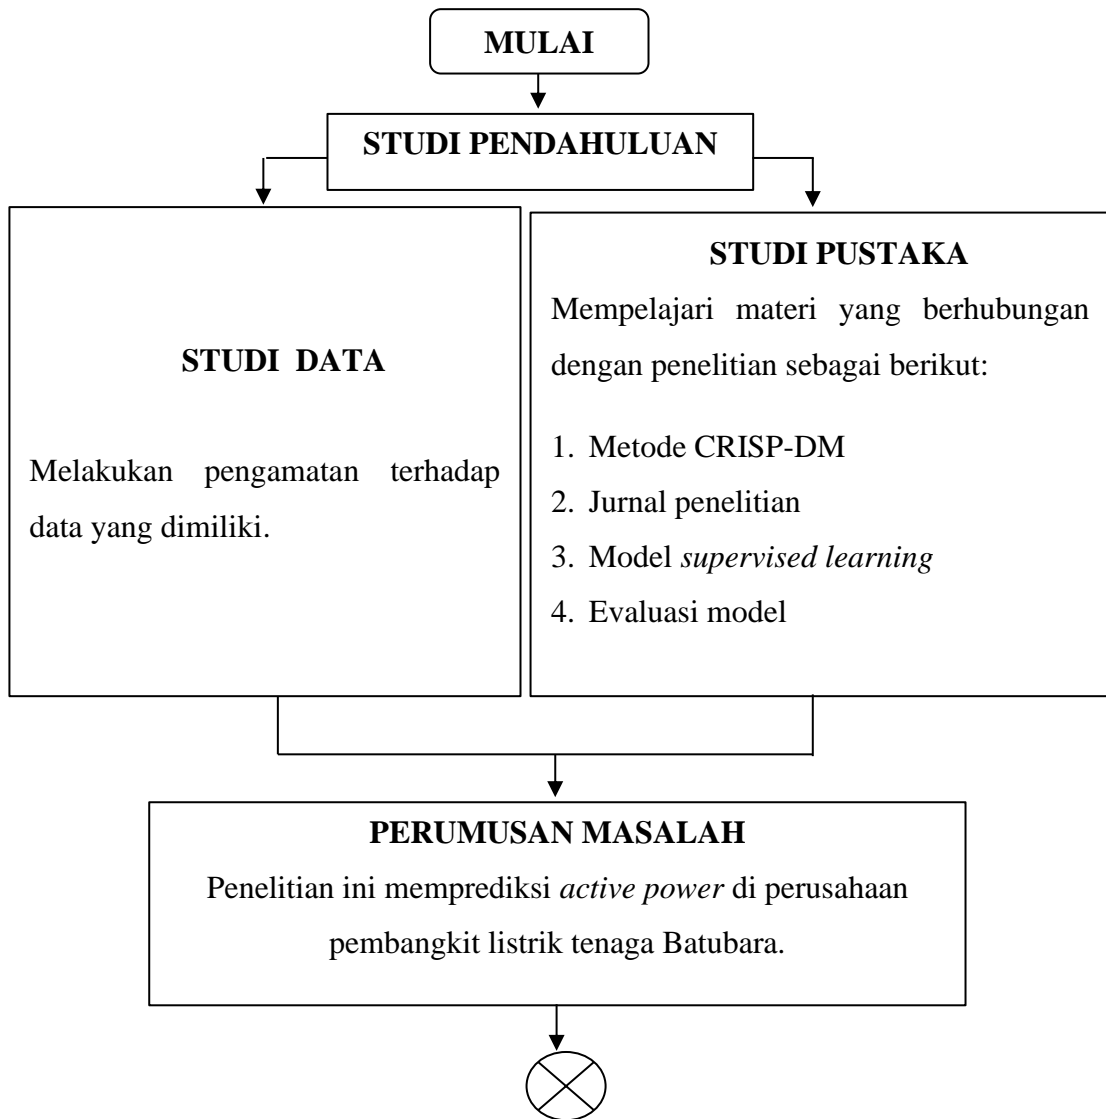 MULAI
STUDI PENDAHULUAN
STUDI DATA
Melakukan pengamatan terhadap
data yang dimiliki.
STUDI PUSTAKA
Mempelajari materi yang berhubungan
dengan penelitian sebagai berikut:
1. Metode CRISP-DM
2. Jurnal penelitian
3. Model supervised learning
4. Evaluasi model
PERUMUSAN MASALAH
Penelitian ini memprediksi active power di perusahaan
pembangkit listrik tenaga Batubara.